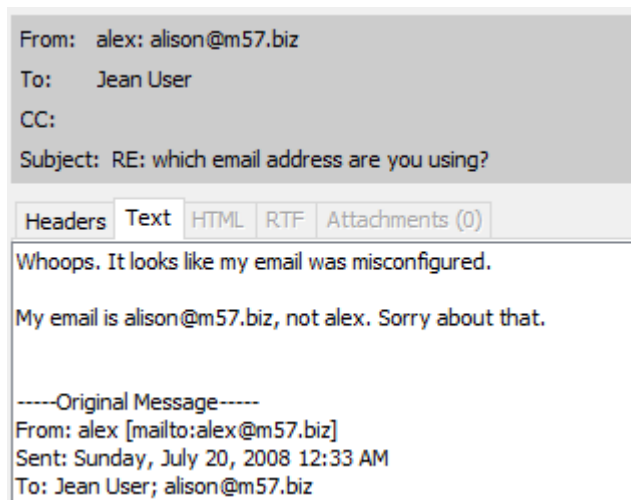 From: alex: alison@m57.biz
To: Jean User
CC:
Subject: RE: which email address are you using?
Headers Text HTML RTF Attachments (0)
Whoops. It looks like my email was misconfigured.
My email is alison@m57.biz, not alex. Sorry about that.
-----Original Message-----
From: alex [mailto:alex@m57.biz]
Sent: Sunday, July 20, 2008 12:33 AM
To: Jean User; alison@m57.biz